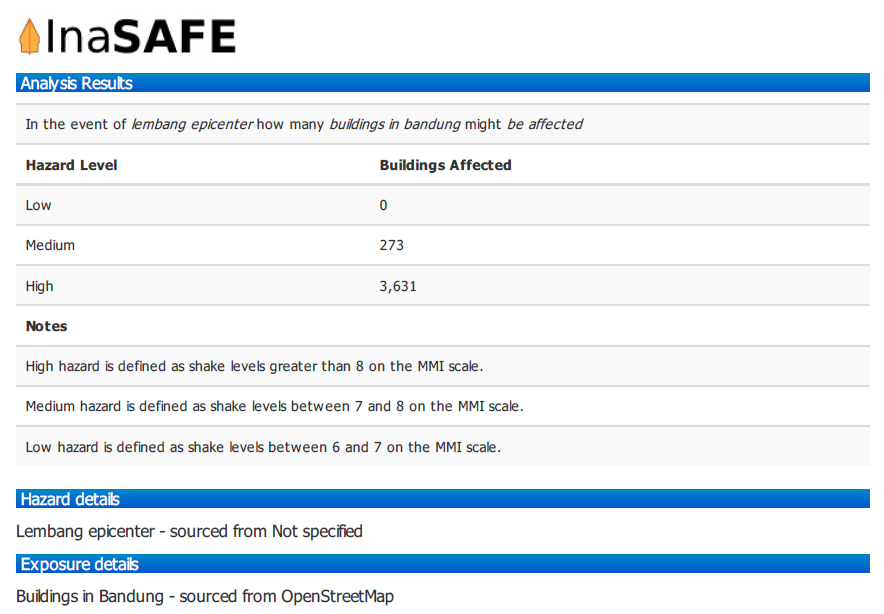 InaSAFE
Analysis Results
In the event of lembang epicenter how many buildings in bandung might be affected
Hazard Level Buildings Affected
Low 0
Medium 273
High 3,631
Notes
High hazard is defined as shake levels greater than 8 on the MMI scale.
Medium hazard is defined as shake levels between 7 and 8 on the MMI scale.
Low hazard is defined as shake levels between 6 and 7 on the MMI scale.
Hazard details
Lembang epicenter - sourced from Not specified
Exposure details
Buildings in Bandung - sourced from OpenStreetMap